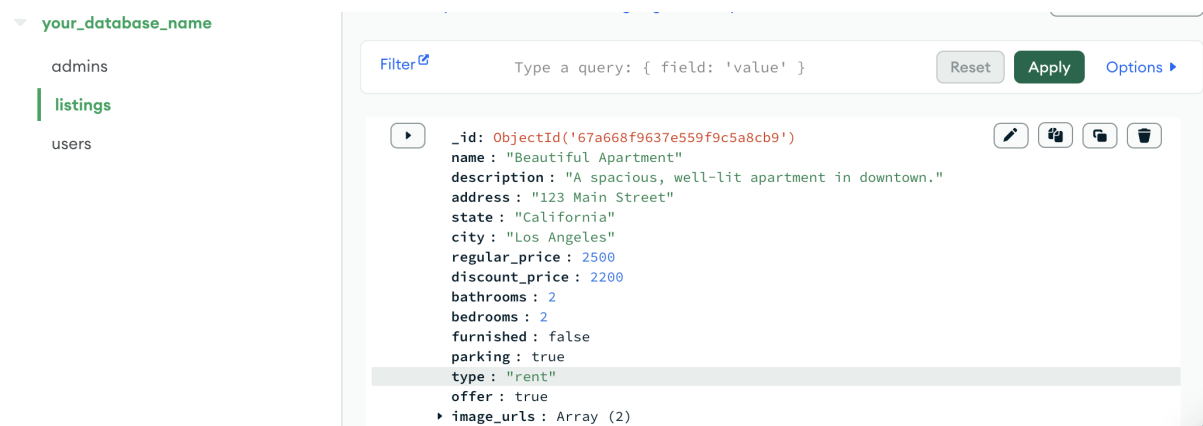 your_database_name
admins
listings
users
Filter
Type a query: { field: 'value' }
Reset
Apply
Options
_id: ObjectId('67a668f9637e559f9c5a8cb9')
name : "Beautiful Apartment"
description : "A spacious, well-lit apartment in downtown."
address : "123 Main Street"
state : "California"
city : "Los Angeles"
regular_price : 2500
discount_price : 2200
bathrooms : 2
bedrooms : 2
furnished : false
parking : true
type : "rent"
offer : true
image_urls : Array (2)